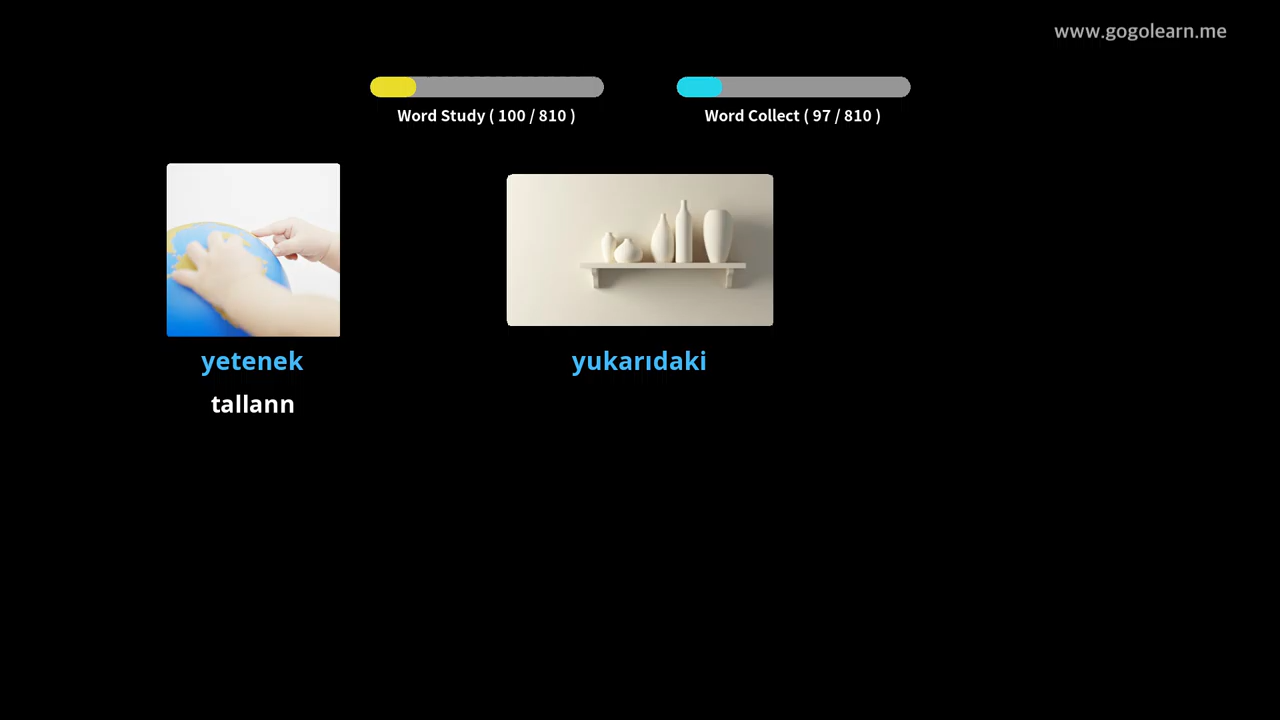 www.gogolearn.me
Word Study ( 100 / 810 )
Word Collect ( 97 / 810 )
yetenek
tallann
yukarıdaki